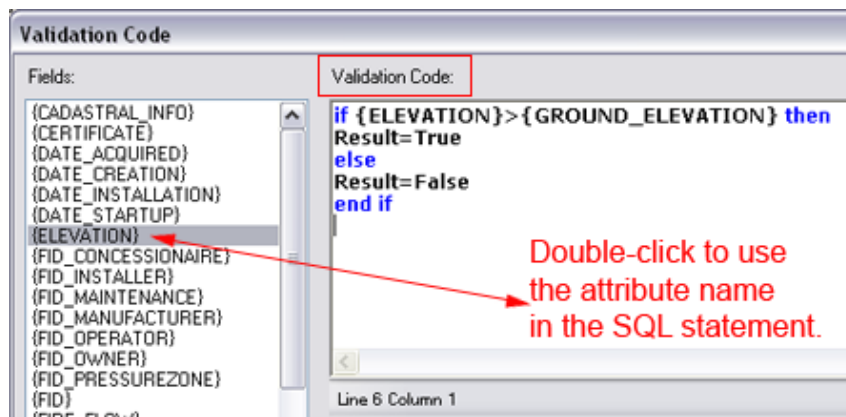 Validation Code
Fields:
{CADASTRAL_INFO}
{CERTIFICATE}
{DATE_ACQUIRED}
{DATE_CREATION}
{DATE_INSTALLATION}
{DATE_STARTUP}
{ELEVATION}
{FID_CONCESSIONAIRE}
{FID_INSTALLER}
{FID_MAINTENANCE}
{FID_MANUFACTURER}
{FID_OPERATOR}
{FID_OWNER}
{FID_PRESSUREZONE}
{FID}
Validation Code:
if {ELEVATION}>{GROUND_ELEVATION} then
Result=True
else
Result=False
end if
Double-click to use
the attribute name
in the SQL statement.
Line 6 Column 1